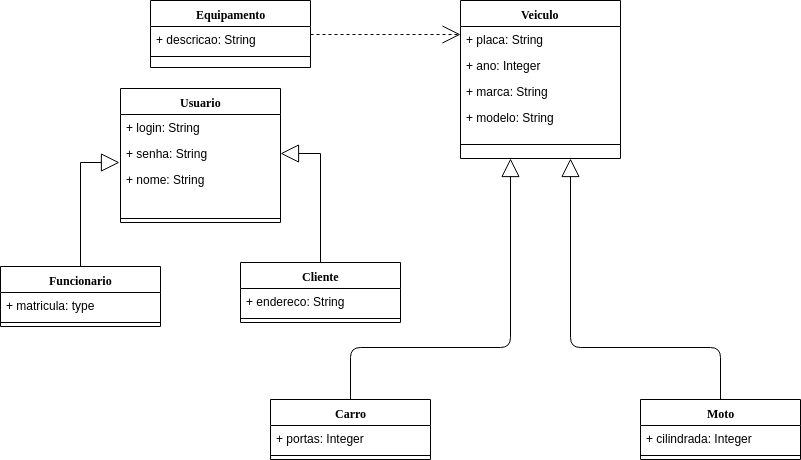 Equipamento
+ descricao: String
Veiculo
+ placa: String
+ ano: Integer
+ marca: String
+ modelo: String
Usuario
+ login: String
+ senha: String
+ nome: String
Funcionario
+ matricula: type
Cliente
+ endereco: String
Carro
+ portas: Integer
Moto
+ cilindrada: Integer